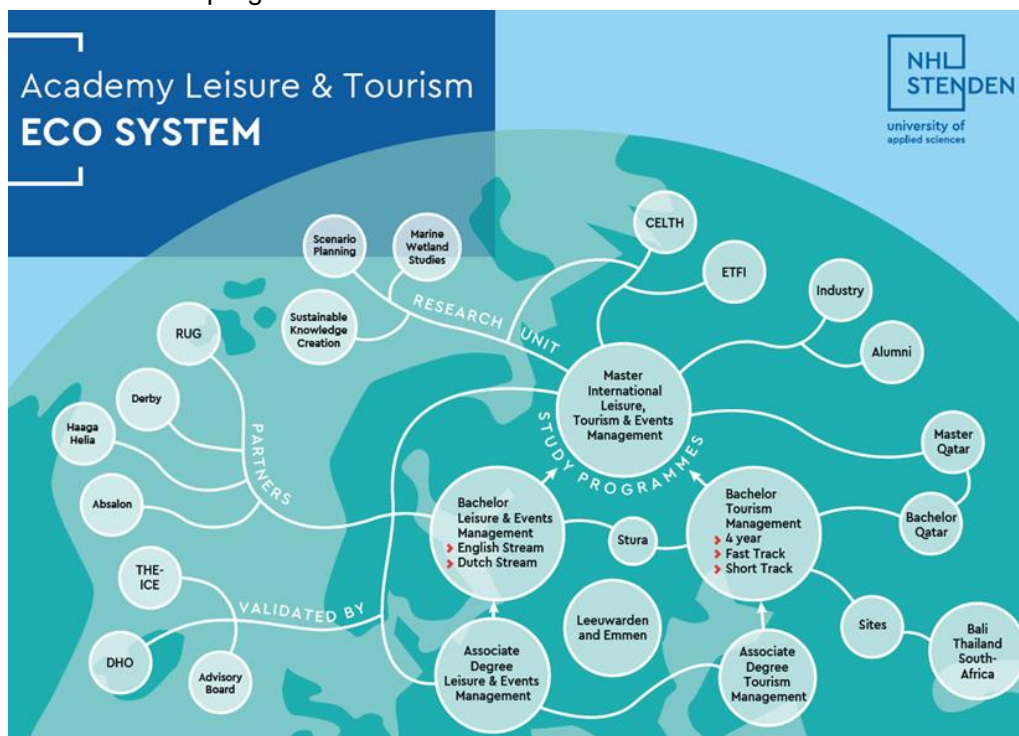 Academy Leisure & Tourism
ECO SYSTEM
NHL
STENDEN
university of
applied sciences
CELTH
ETFI
Scenario
Planning
Marine
Wetland
Studies
RESEARCH UNIT
Sustainable
Knowledge
Creation
Industry
Alumni
RUG
Derby
Haaga
Helia
Absalon
PARTNERS
Master
International
Leisure,
Tourism & Events
Management
STUDY PROGRAMMES
Master
Qatar
Bachelor
Qatar
Bachelor
Leisure & Events
Management
English Stream
Dutch Stream
Stura
Bachelor
Tourism
Management
4 year
Fast Track
Short Track
THE-
ICE
VALIDATED BY
DHO
Advisory
Board
Associate
Degree
Leisure & Events
Management
Leeuwarden
and Emmen
Associate
Degree
Tourism
Management
Sites
Bali
Thailand
South-
Africa